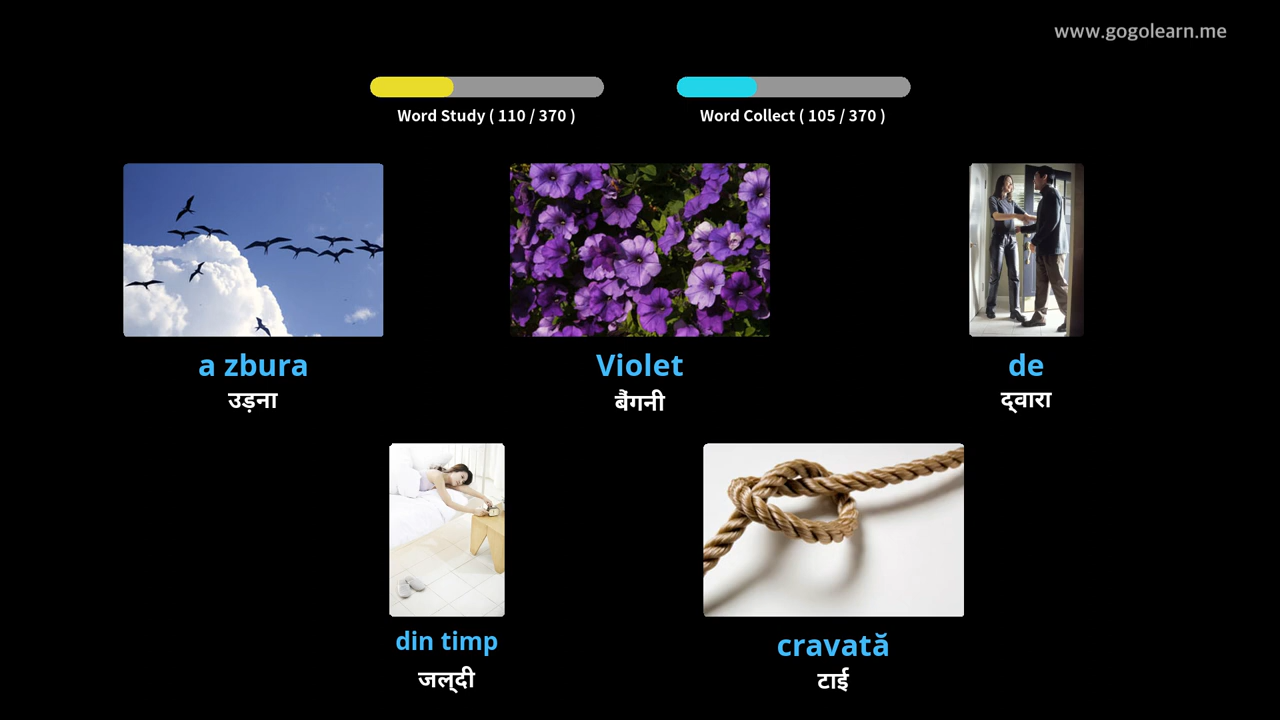 www.gogolearn.me
Word Study ( 110 / 370 )
Word Collect ( 105 / 370 )
a zbura
उड़ना
Violet
बैंगनी
de
द्वारा
din timp
जल्दी
cravată
टाई